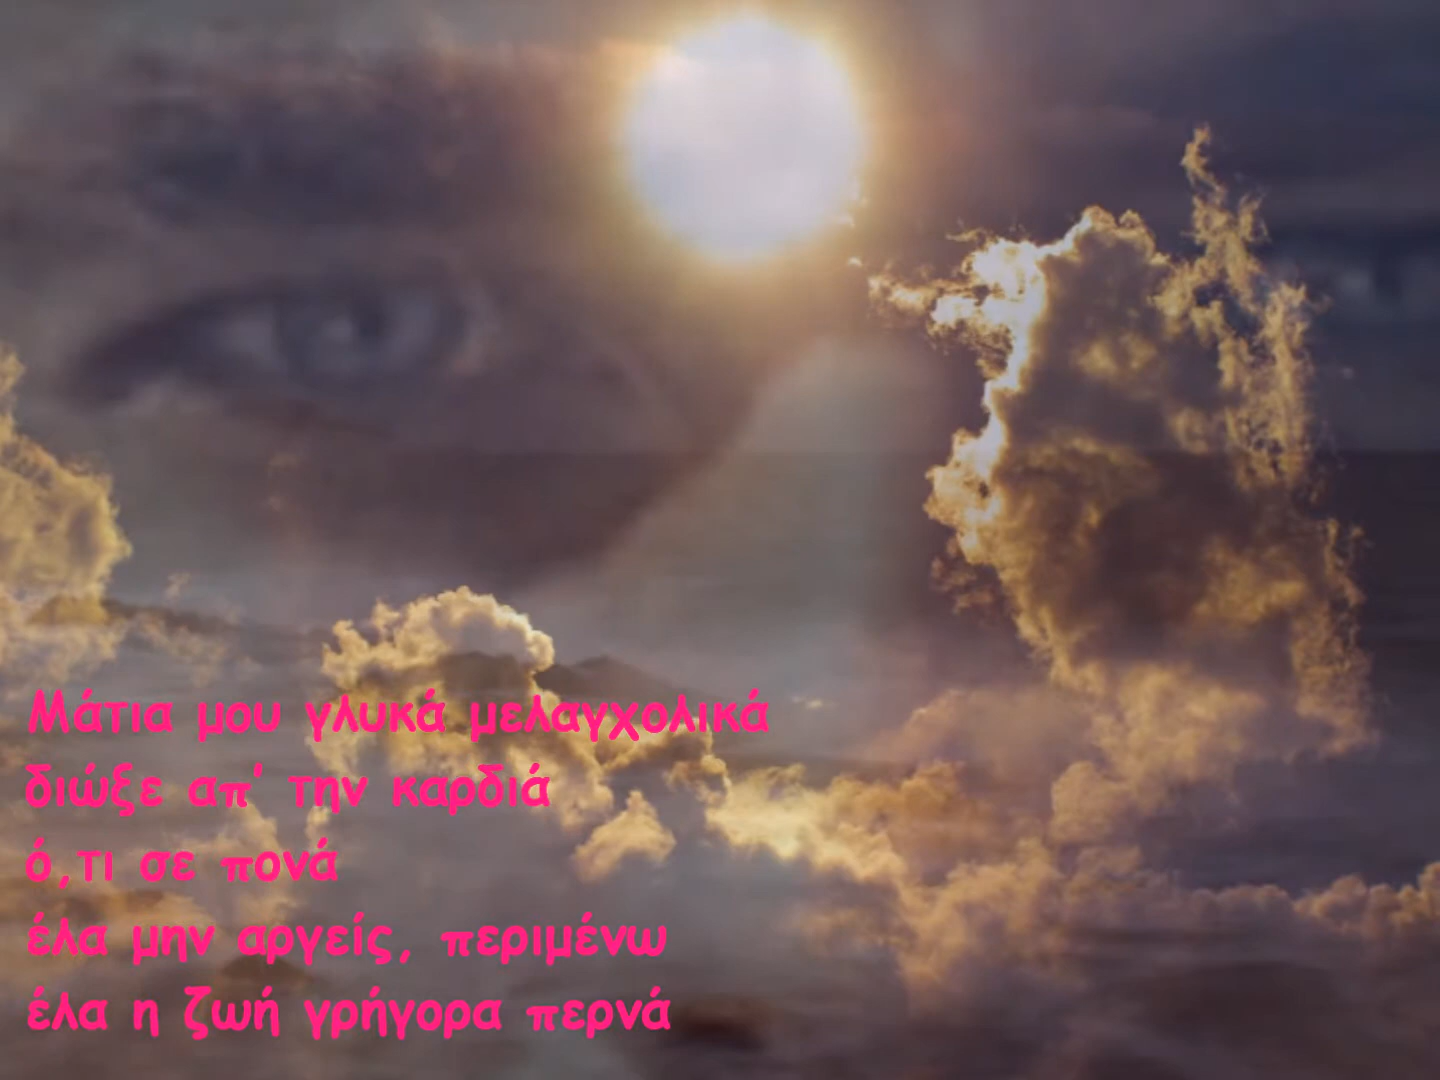 Μάτια μου γλυκά μελαγχολικά
διώξε απ' την καρδιά
ό,τι σε πονά
έλα μην αργείς, περιμένω
έλα η ζωή γρήγορα περνά